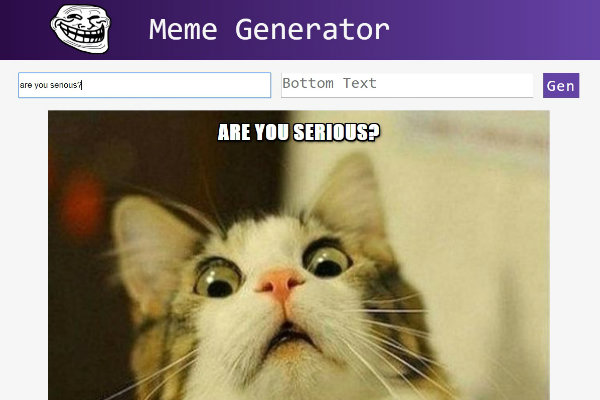 Meme Generator
are you serious?
Bottom Text
Gen
ARE YOU SERIOUS?